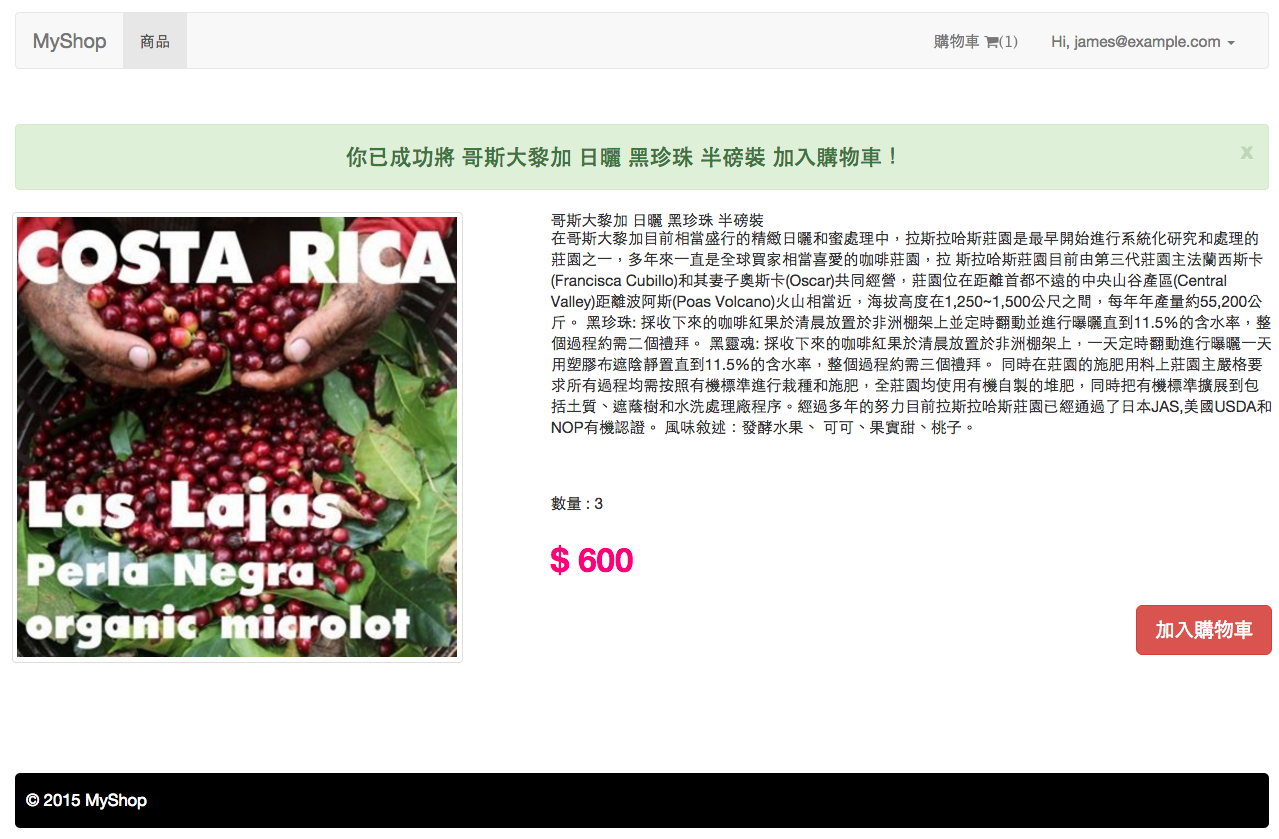 MyShop 商品 購物車 (1) Hi, james@example.com
你已成功將 哥斯大黎加 日曬 黑珍珠 半磅裝 加入購物車！
x
COSTA RICA
Las Lajas
Perla Negra
organic microlot
哥斯大黎加 日曬 黑珍珠 半磅裝
在哥斯大黎加目前相當盛行的精緻日曬和蜜處理中，拉斯拉哈斯莊園是最早開始進行系統化研究和處理的
莊園之一，多年來一直是全球買家相當喜愛的咖啡莊園，拉 斯拉哈斯莊園目前由第三代莊園主法蘭西斯卡
(Francisca Cubillo)和其妻子奧斯卡(Oscar)共同經營，莊園位在距離首都不遠的中央山谷產區(Central
Valley)距離波阿斯(Poas Volcano)火山相當近，海拔高度在1,250~1,500公尺之間，每年年產量約55,200公
斤。 黑珍珠: 採收下來的咖啡紅果於清晨放置於非洲棚架上並定時翻動並進行曝曬直到11.5%的含水率，整
個過程約需二個禮拜。 黑靈魂: 採收下來的咖啡紅果於清晨放置於非洲棚架上，一天定時翻動進行曝曬一天
用塑膠布遮陰靜置直到11.5%的含水率，整個過程約需三個禮拜。 同時在莊園的施肥用料上莊園主嚴格要
求所有過程均需按照有機標準進行栽種和施肥，全莊園均使用有機自製的堆肥，同時把有機標準擴展到包
括土質、遮蔭樹和水洗處理廠程序。經過多年的努力目前拉斯拉哈斯莊園已經通過了日本JAS,美國USDA和
NOP有機認證。 風味敘述：發酵水果、 可可、果實甜、桃子。
數量 : 3
$ 600
加入購物車
© 2015 MyShop